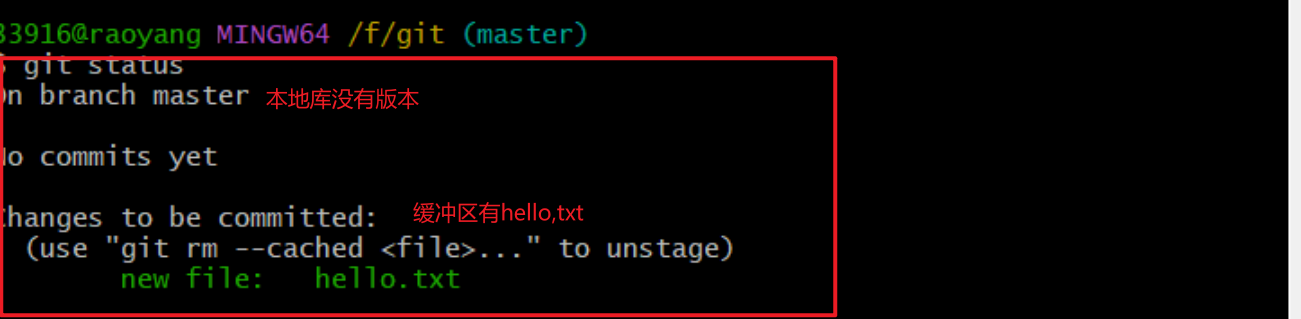 33916@raoyang MINGW64 /f/git (master)
$ git status
On branch master 本地库没有版本
No commits yet
Changes to be committed: 缓冲区有hello,txt
(use "git rm --cached <file>..." to unstage)
new file: hello.txt